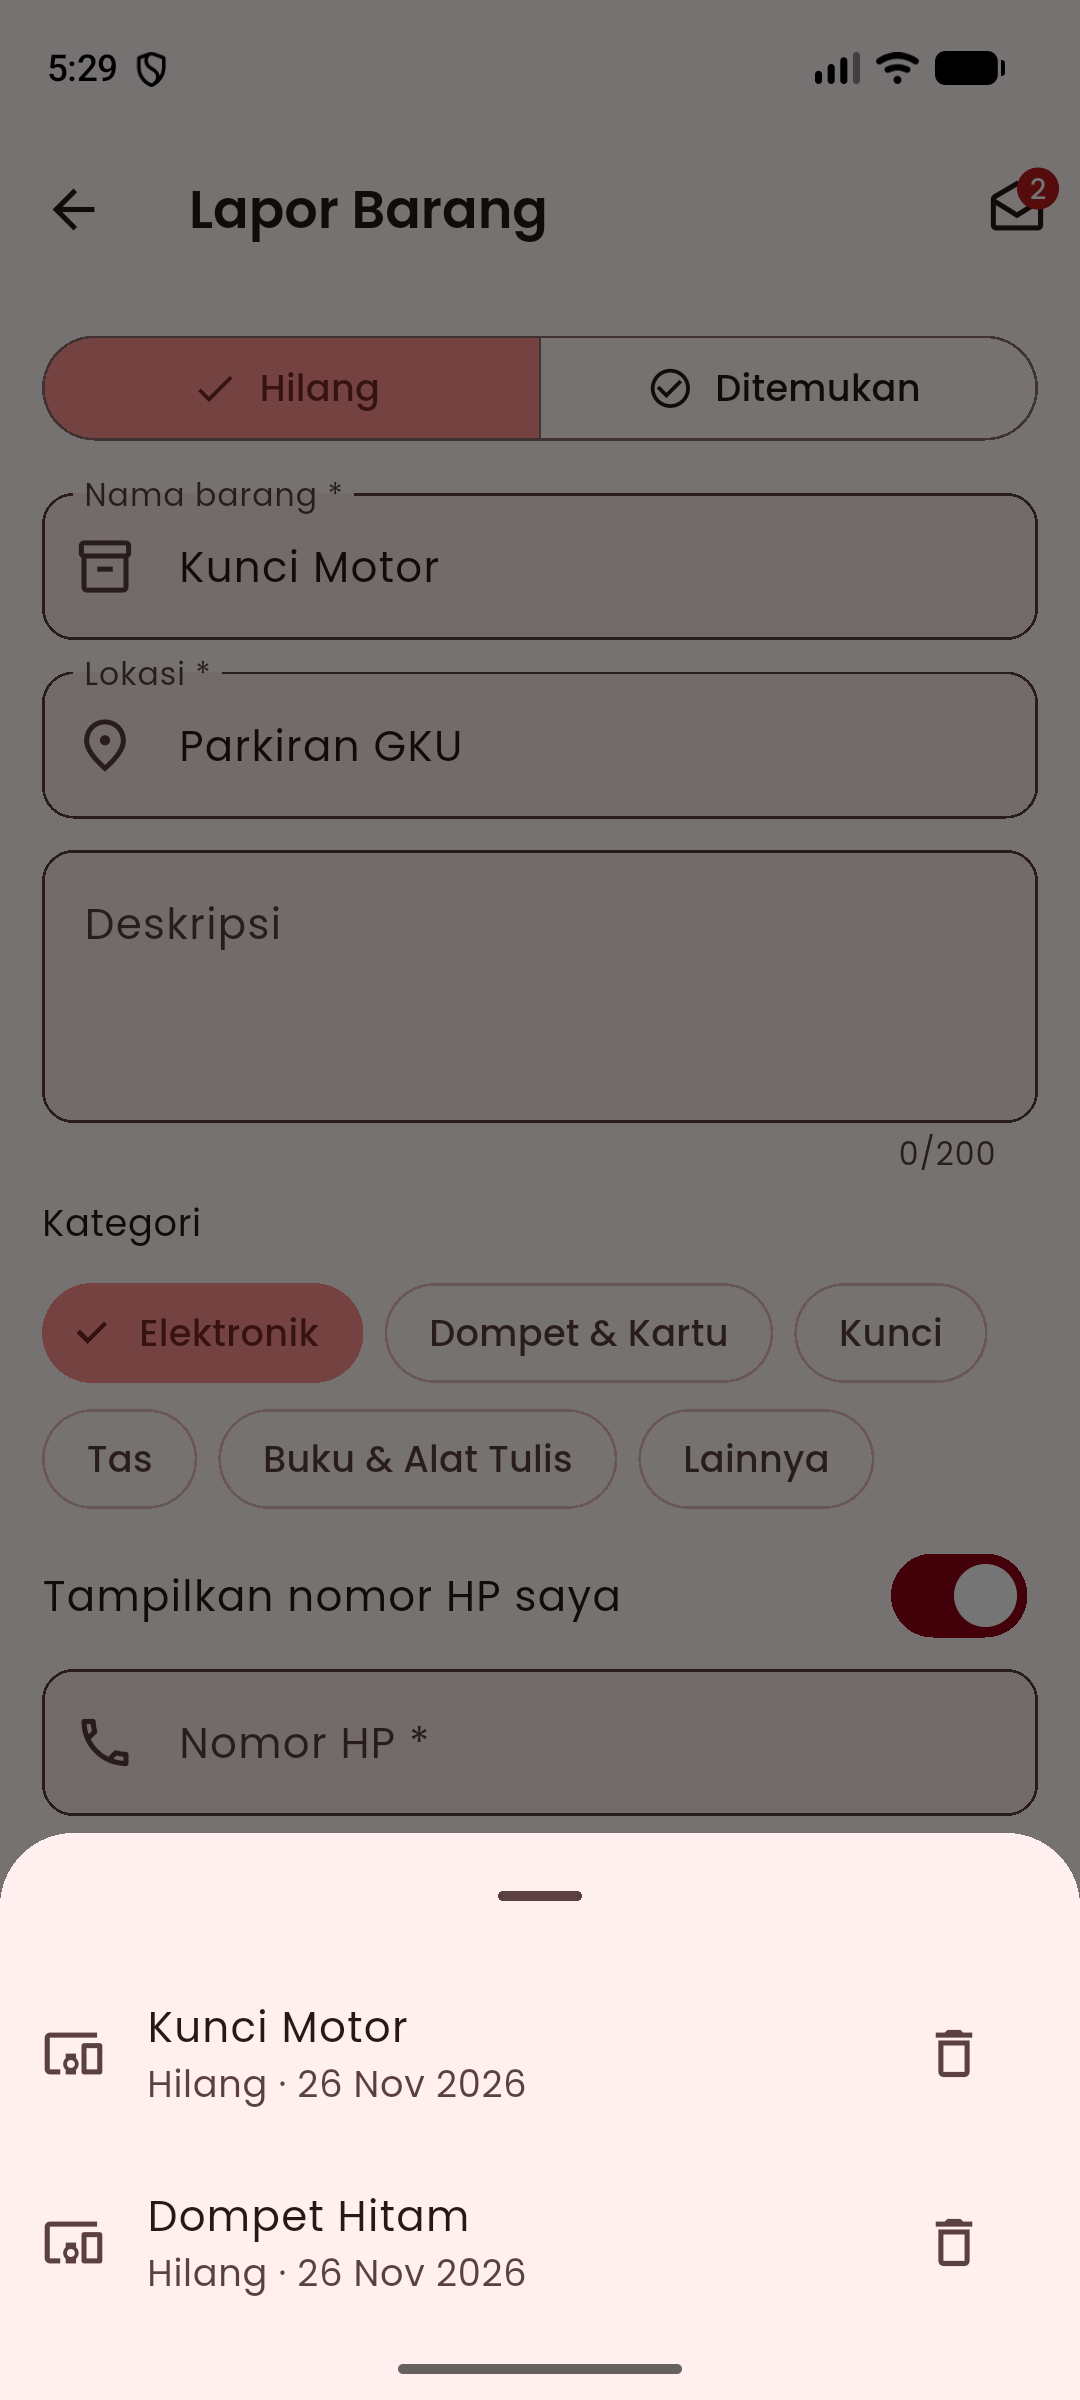 5:29
Lapor Barang
2
Hilang
Ditemukan
Nama barang *
Kunci Motor
Lokasi *
Parkiran GKU
Deskripsi
0/200
Kategori
Elektronik
Dompet & Kartu
Kunci
Tas
Buku & Alat Tulis
Lainnya
Tampilkan nomor HP saya
Nomor HP *
Kunci Motor
Hilang · 26 Nov 2026
Dompet Hitam
Hilang · 26 Nov 2026